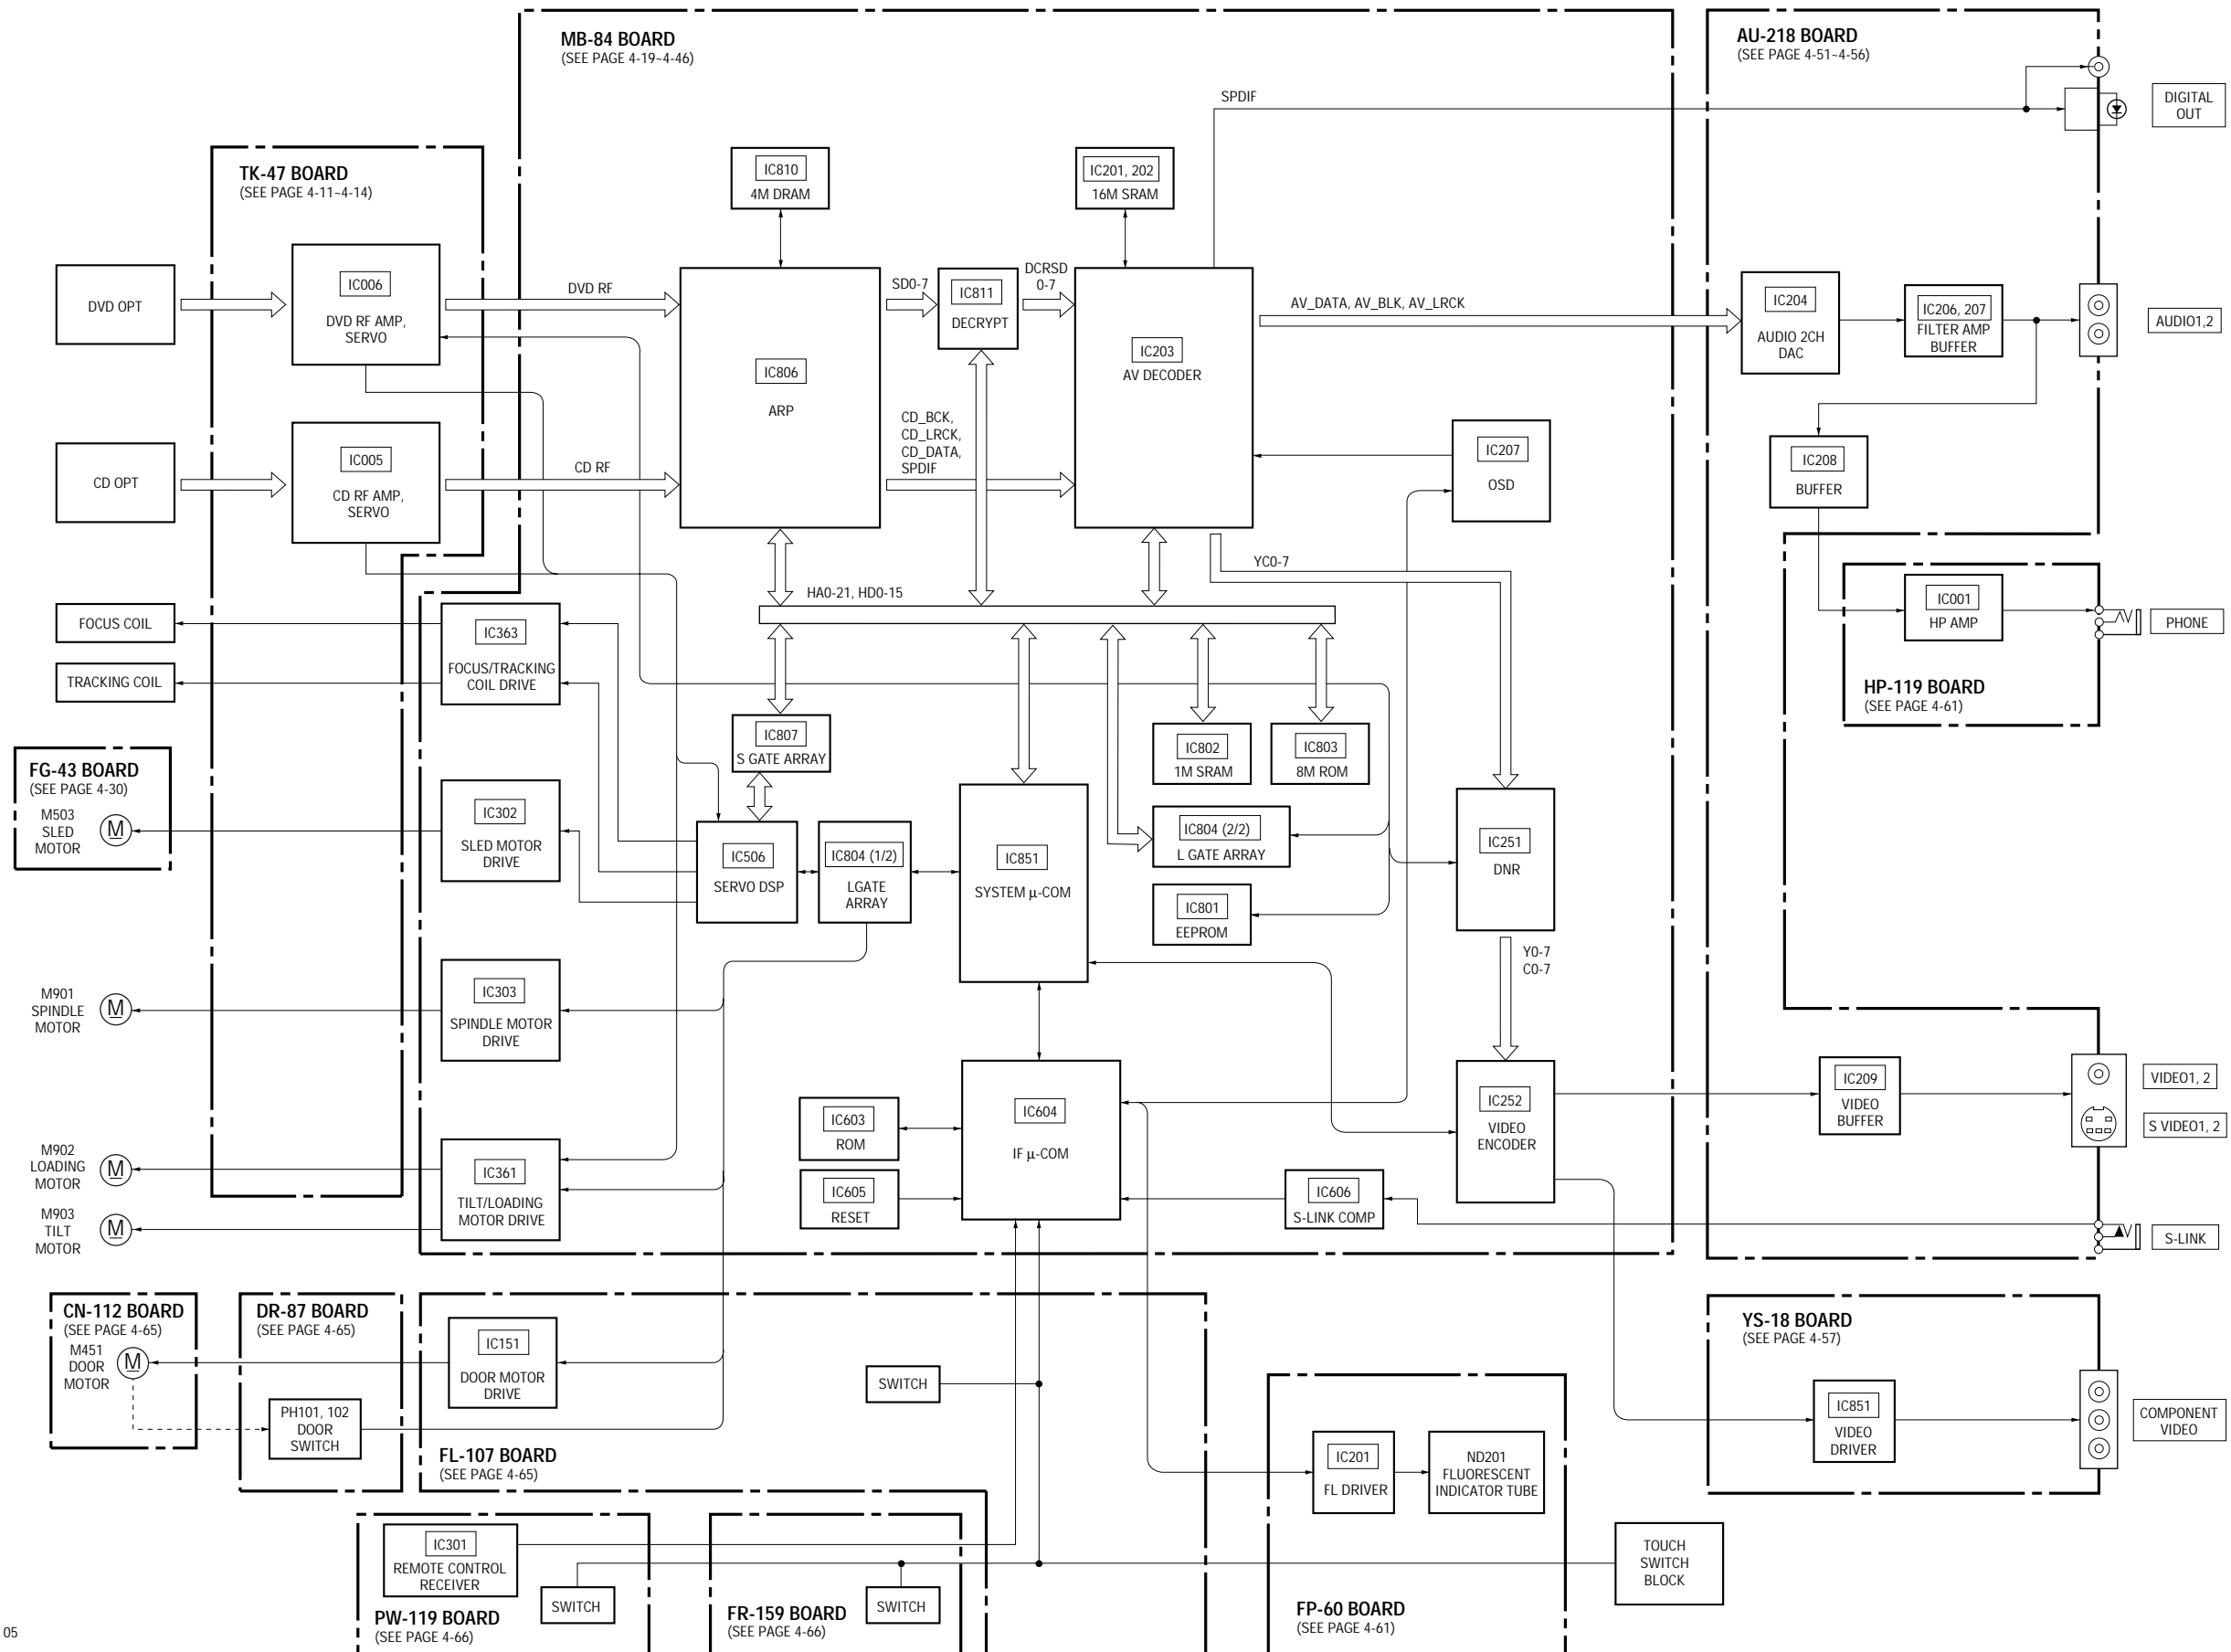 MB-84 BOARD
(SEE PAGE 4-19~4-46)
AU-218 BOARD
(SEE PAGE 4-51~4-56)
SPDIF
DIGITAL
OUT
TK-47 BOARD
(SEE PAGE 4-11~4-14)
IC810
4M DRAM
IC201, 202
16M SRAM
DVD OPT
IC006
DVD RF AMP,
SERVO
DVD RF
IC806
ARP
SD0-7
IC811
DECRYPT
DCRSD
0-7
IC203
AV DECODER
AV_DATA, AV_BLK, AV_LRCK
IC204
AUDIO 2CH
DAC
IC206, 207
FILTER AMP
BUFFER
AUDIO1,2
CD OPT
IC005
CD RF AMP,
SERVO
CD RF
CD_BCK,
CD_LRCK,
CD_DATA,
SPDIF
IC207
OSD
IC208
BUFFER
YC0-7
HA0-21, HD0-15
FOCUS COIL
TRACKING COIL
IC363
FOCUS/TRACKING
COIL DRIVE
IC001
HP AMP
PHONE
HP-119 BOARD
(SEE PAGE 4-61)
IC807
S GATE ARRAY
IC802
1M SRAM
IC803
8M ROM
FG-43 BOARD
(SEE PAGE 4-30)
M503
SLED
MOTOR
M
IC302
SLED MOTOR
DRIVE
IC506
SERVO DSP
IC804 (1/2)
LGATE
ARRAY
IC851
SYSTEM µ-COM
IC804 (2/2)
L GATE ARRAY
IC801
EEPROM
IC251
DNR
Y0-7
C0-7
M901
SPINDLE
MOTOR
M
IC303
SPINDLE MOTOR
DRIVE
IC603
ROM
IC604
IF µ-COM
IC605
RESET
IC606
S-LINK COMP
IC252
VIDEO
ENCODER
IC209
VIDEO
BUFFER
VIDEO1, 2
S VIDEO1, 2
M902
LOADING
MOTOR
M
M903
TILT
MOTOR
M
IC361
TILT/LOADING
MOTOR DRIVE
S-LINK
CN-112 BOARD
(SEE PAGE 4-65)
M451
DOOR
MOTOR
M
DR-87 BOARD
(SEE PAGE 4-65)
PH101, 102
DOOR
SWITCH
IC151
DOOR MOTOR
DRIVE
FL-107 BOARD
(SEE PAGE 4-65)
SWITCH
YS-18 BOARD
(SEE PAGE 4-57)
IC851
VIDEO
DRIVER
COMPONENT
VIDEO
IC201
FL DRIVER
ND201
FLUORESCENT
INDICATOR TUBE
IC301
REMOTE CONTROL
RECEIVER
SWITCH
PW-119 BOARD
(SEE PAGE 4-66)
FR-159 BOARD
(SEE PAGE 4-66)
SWITCH
FP-60 BOARD
(SEE PAGE 4-61)
TOUCH
SWITCH
BLOCK
05